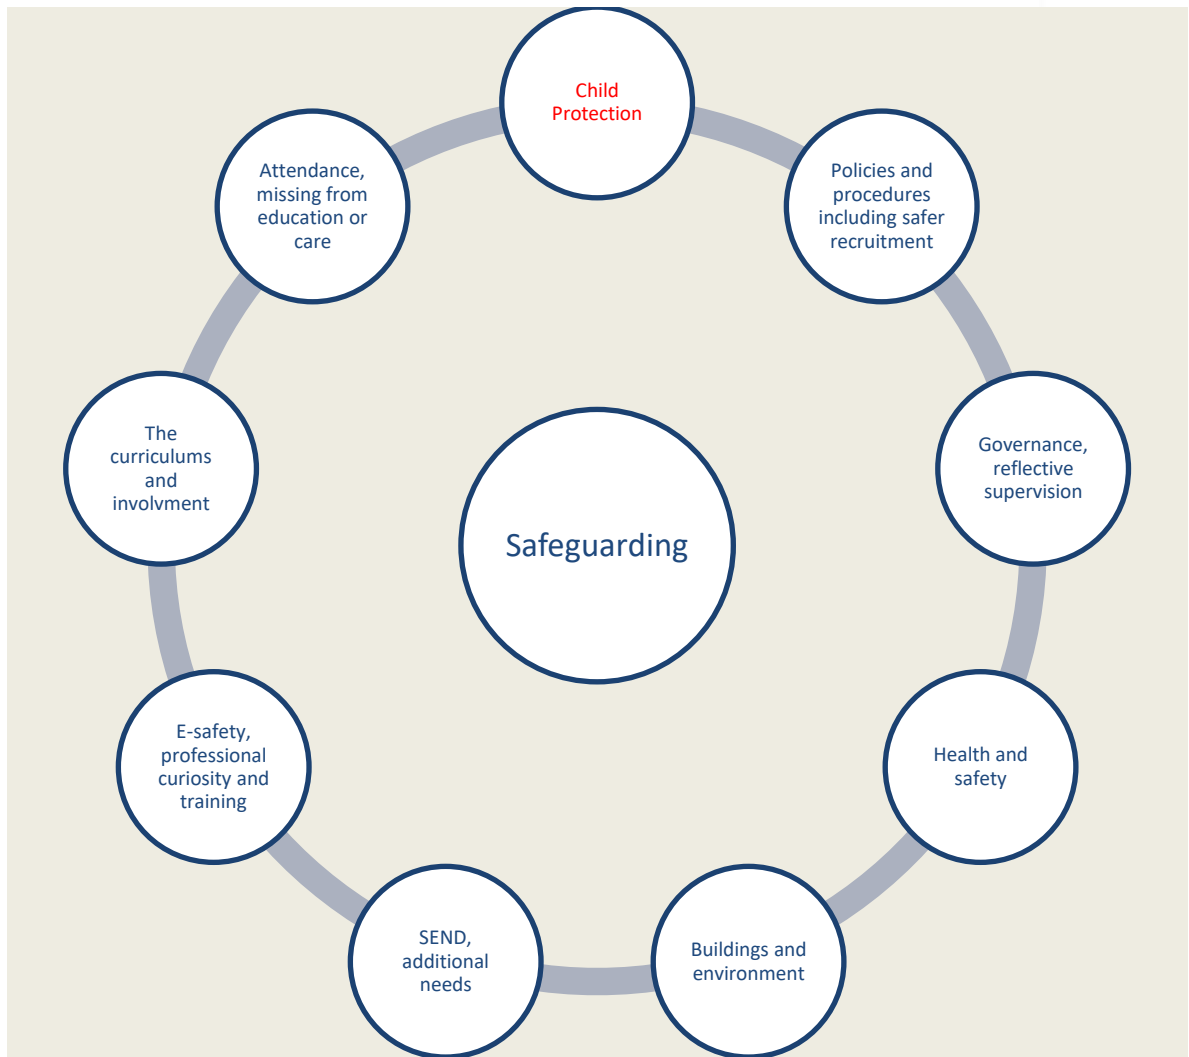 Child
Protection
Policies and
procedures
including safer
recruitment
Governance,
reflective
supervision
Health and
safety
Buildings and
environment
SEND,
additional
needs
E-safety,
professional
curiosity and
training
The
curriculums
and
involvment
Attendance,
missing from
education or
care
Safeguarding